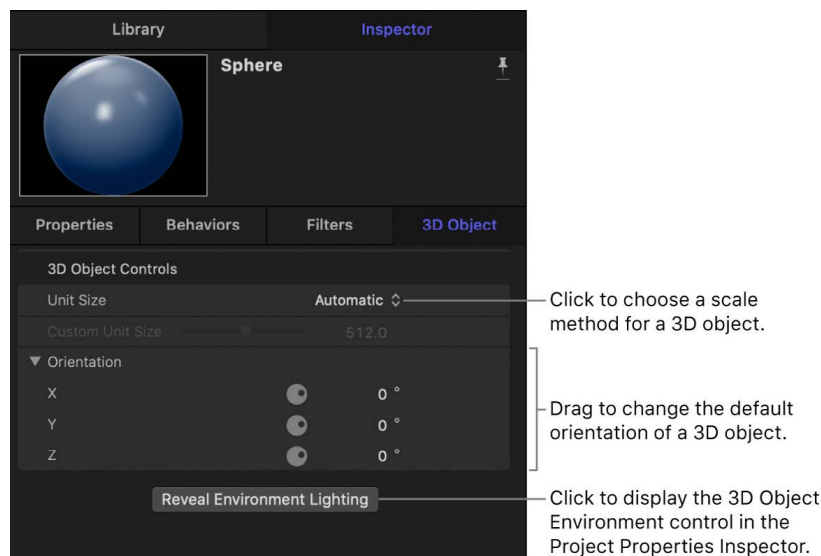 Library Inspector
Sphere
Properties Behaviors Filters 3D Object
3D Object Controls
Unit Size Automatic
Click to choose a scale
method for a 3D object.
Custom Unit Size 512.0
Orientation
X 0 °
Y 0 °
Z 0 °
Drag to change the default
orientation of a 3D object.
Reveal Environment Lighting
Click to display the 3D Object
Environment control in the
Project Properties Inspector.